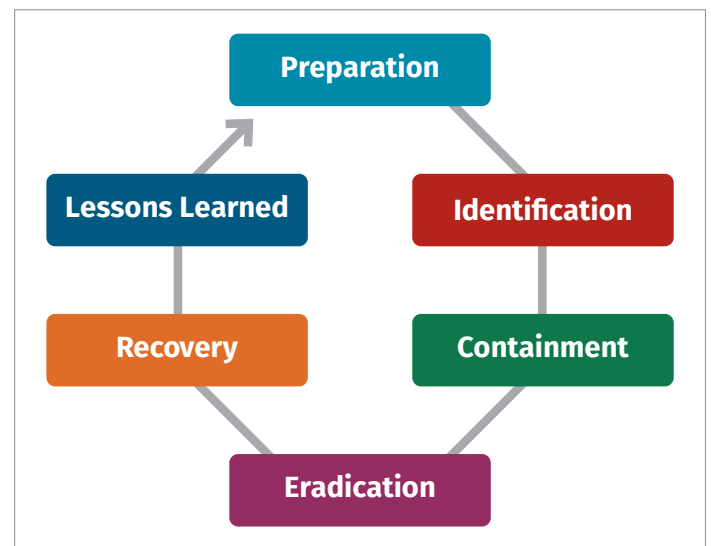 Preparation
Lessons Learned
Identification
Recovery
Containment
Eradication